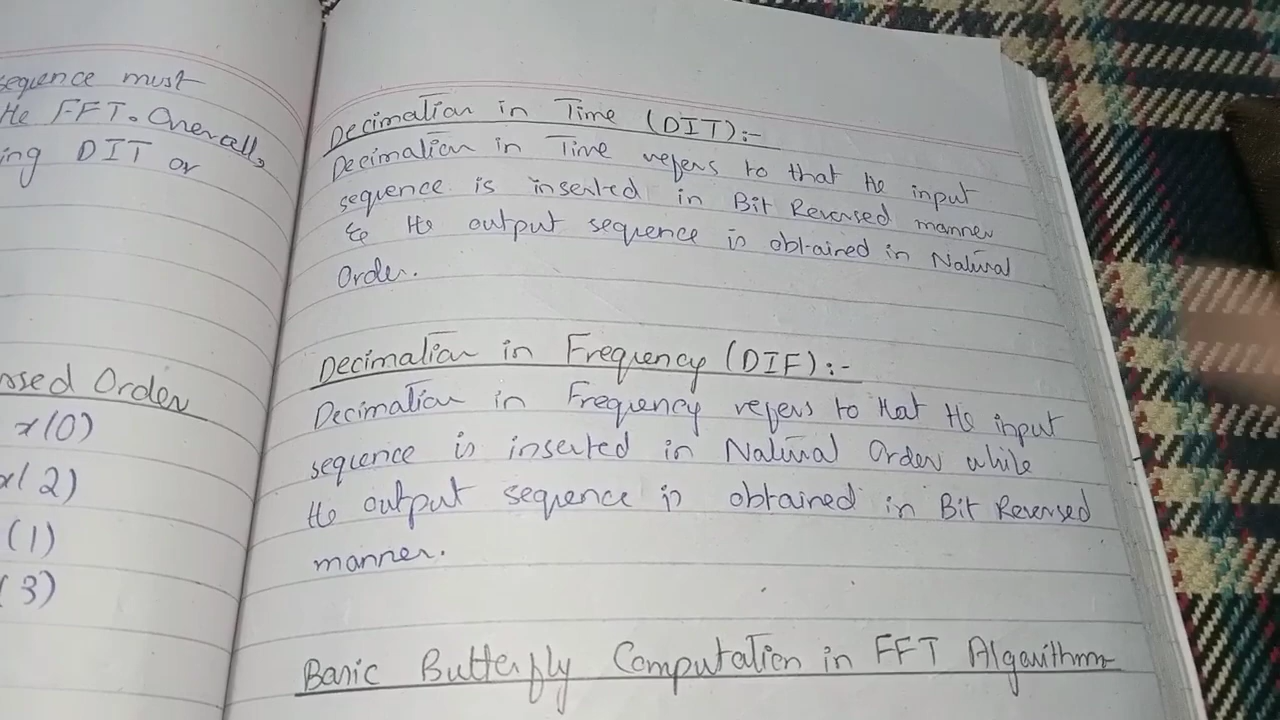 sequence must
the FFT. Overall,
ing DIT or
Order
x(0)
x(2)
(1)
(3)
Decimation in Time (DIT):-
Decimation in Time refers to that the input
sequence is inserted in Bit Reversed manner
& the output sequence is obtained in Natural
Order.
Decimation in Frequency (DIF):-
Decimation in Frequency refers to that the input
sequence is inserted in Natural Order while
the output sequence is obtained in Bit Reversed
manner.
Basic Butterfly Computation in FFT Algorithm